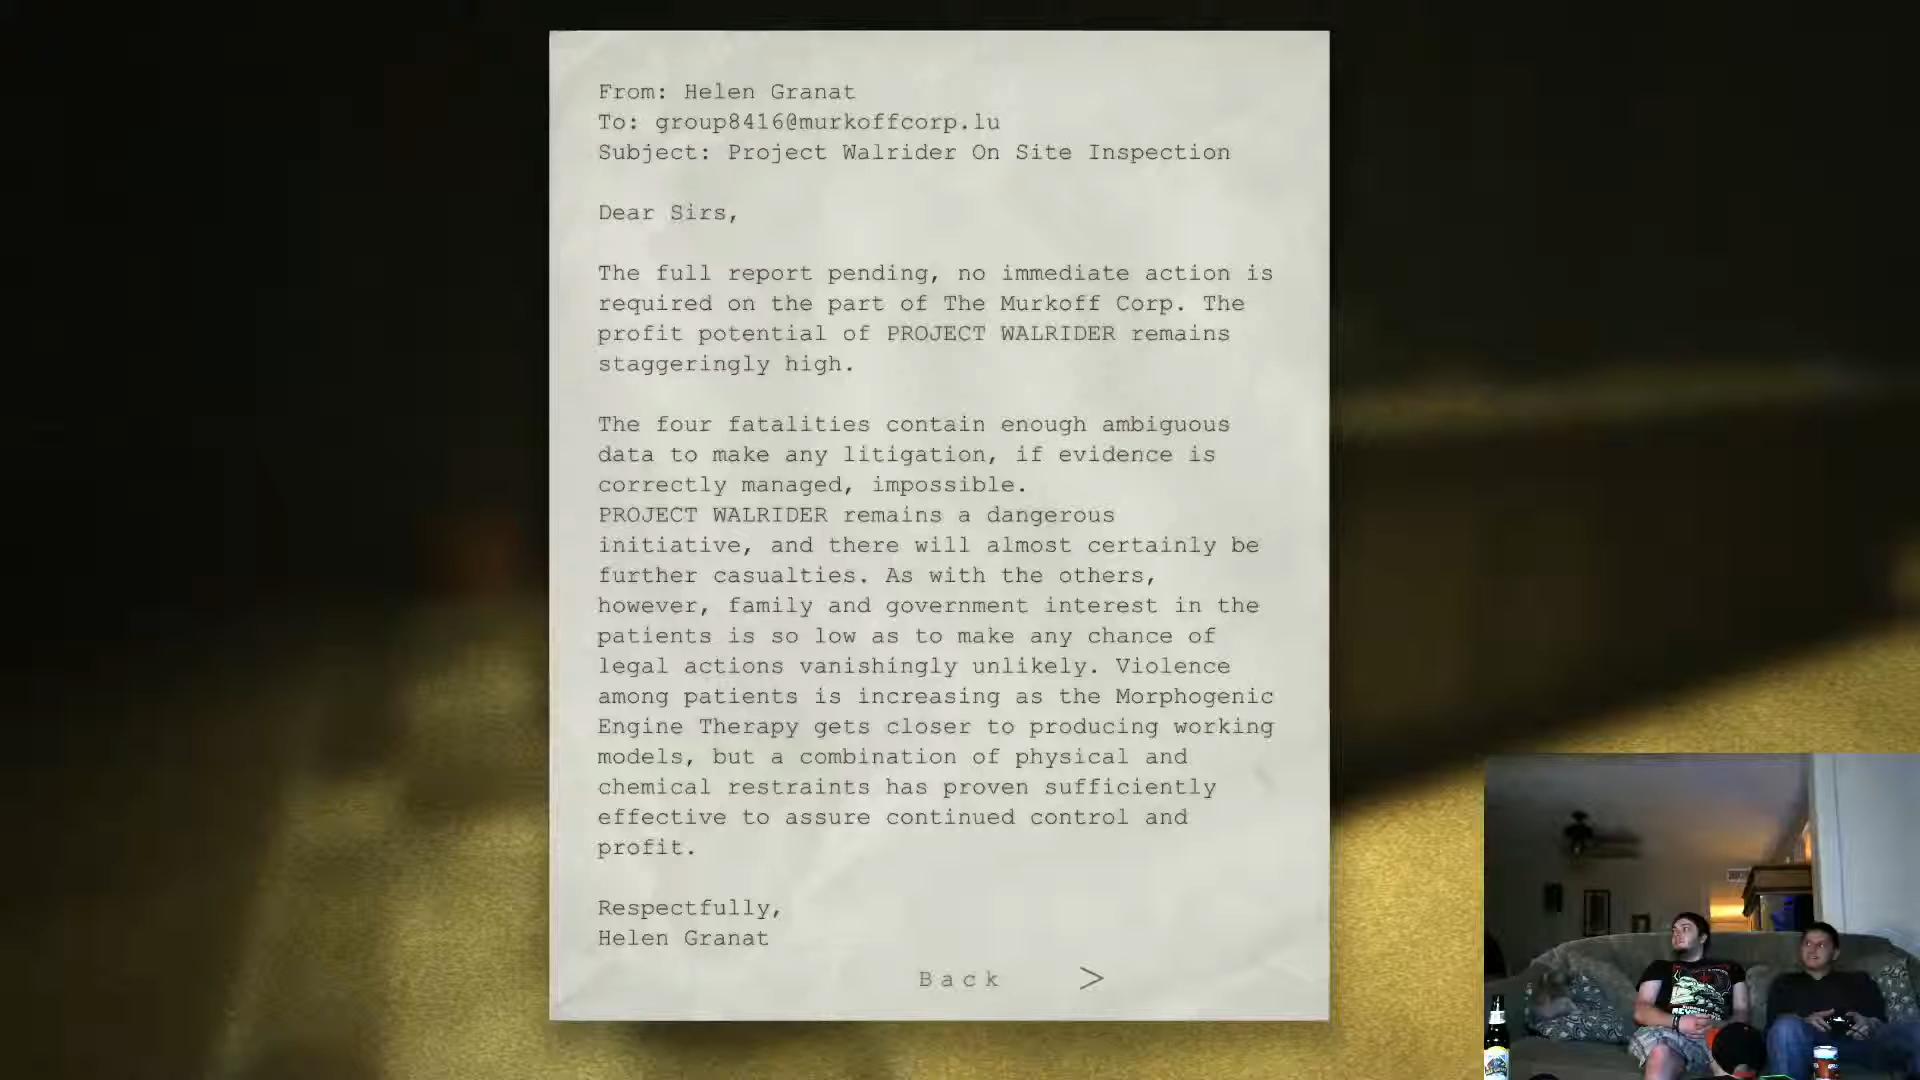 From: Helen Granat
To: group8416@murkoffcorp.lu
Subject: Project Walrider On Site Inspection
Dear Sirs,
The full report pending, no immediate action is
required on the part of The Murkoff Corp. The
profit potential of PROJECT WALRIDER remains
staggeringly high.
The four fatalities contain enough ambiguous
data to make any litigation, if evidence is
correctly managed, impossible.
PROJECT WALRIDER remains a dangerous
initiative, and there will almost certainly be
further casualties. As with the others,
however, family and government interest in the
patients is so low as to make any chance of
legal actions vanishingly unlikely. Violence
among patients is increasing as the Morphogenic
Engine Therapy gets closer to producing working
models, but a combination of physical and
chemical restraints has proven sufficiently
effective to assure continued control and
profit.
Respectfully,
Helen Granat
Back >